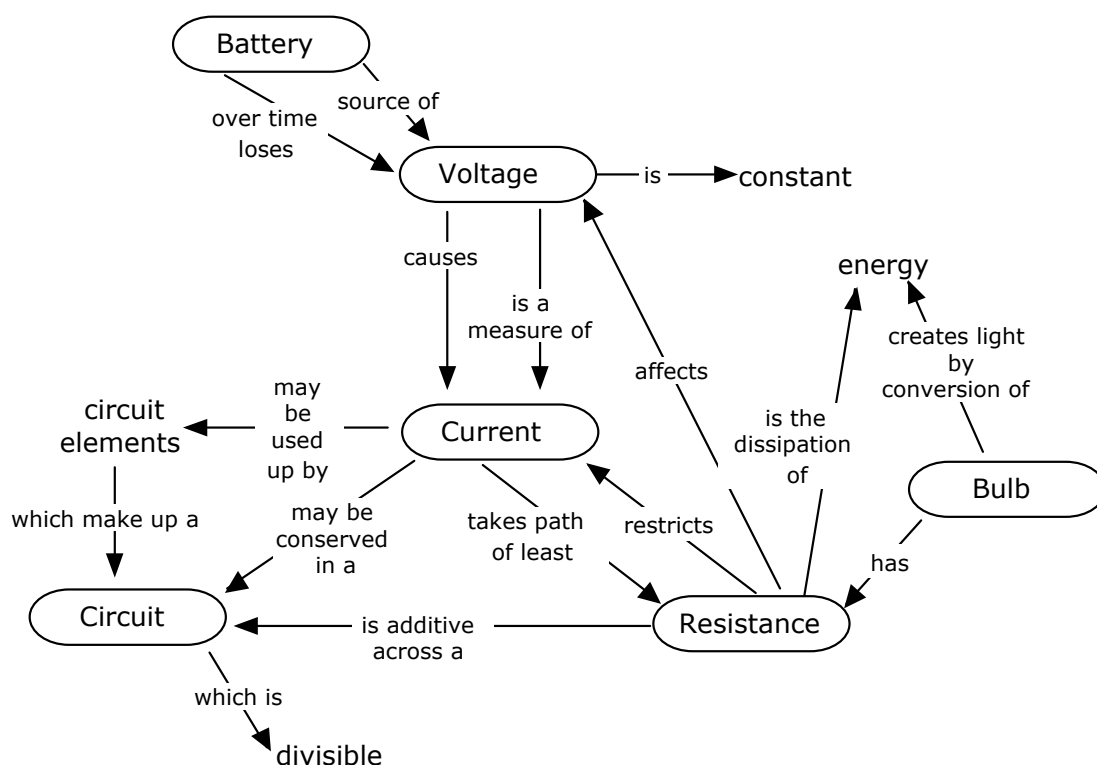 Battery
source of
over time
loses
Voltage
is
constant
causes
is a
measure of
energy
creates light
by
conversion of
affects
may
be
used
up by
circuit
elements
Current
is the
dissipation
of
Bulb
which make up a
may be
conserved
in a
takes path
of least
restricts
has
Circuit
is additive
across a
Resistance
which is
divisible